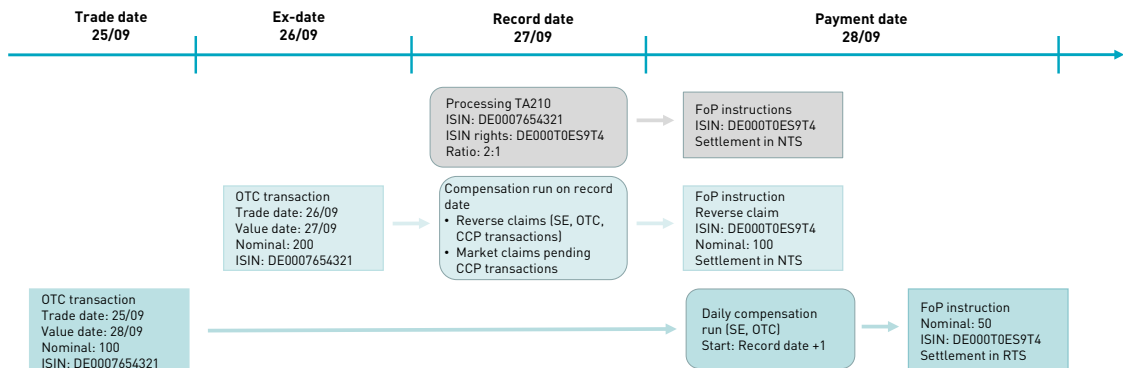 Trade date
25/09
Ex-date
26/09
Record date
27/09
Payment date
28/09
Processing TA210
ISIN: DE0007654321
ISIN rights: DE000T0ES9T4
Ratio: 2:1
FoP instructions
ISIN: DE000T0ES9T4
Settlement in NTS
OTC transaction
Trade date: 26/09
Value date: 27/09
Nominal: 200
ISIN: DE0007654321
Compensation run on record
date
• Reverse claims (SE, OTC,
CCP transactions)
• Market claims pending
CCP transactions
FoP instruction
Reverse claim
ISIN: DE000T0ES9T4
Nominal: 100
Settlement in NTS
OTC transaction
Trade date: 25/09
Value date: 28/09
Nominal: 100
ISIN: DE0007654321
Daily compensation
run (SE, OTC)
Start: Record date +1
FoP instruction
Nominal: 50
ISIN: DE000T0ES9T4
Settlement in RTS